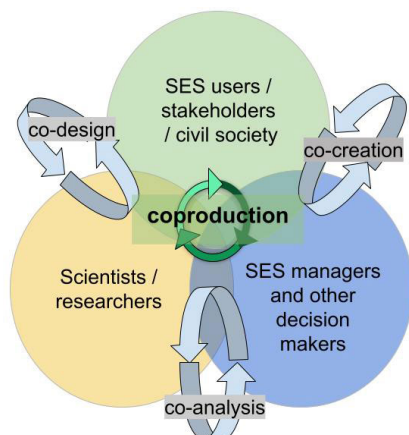 SES users /
stakeholders
/ civil society
co-design
co-creation
coproduction
Scientists /
researchers
SES managers
and other
decision
makers
co-analysis